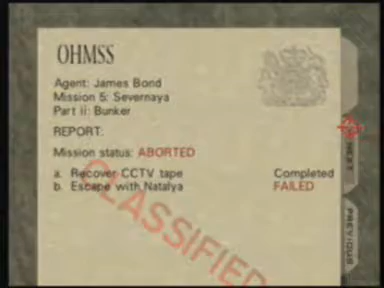 OHMSS
Agent: James Bond
Mission 5: Severnaya
Part ii: Bunker
REPORT:
Mission status: ABORTED
a. Recover CCTV tape Completed
b. Escape with Natalya FAILED
CLASSIFIED
NEXT
PREVIOUS